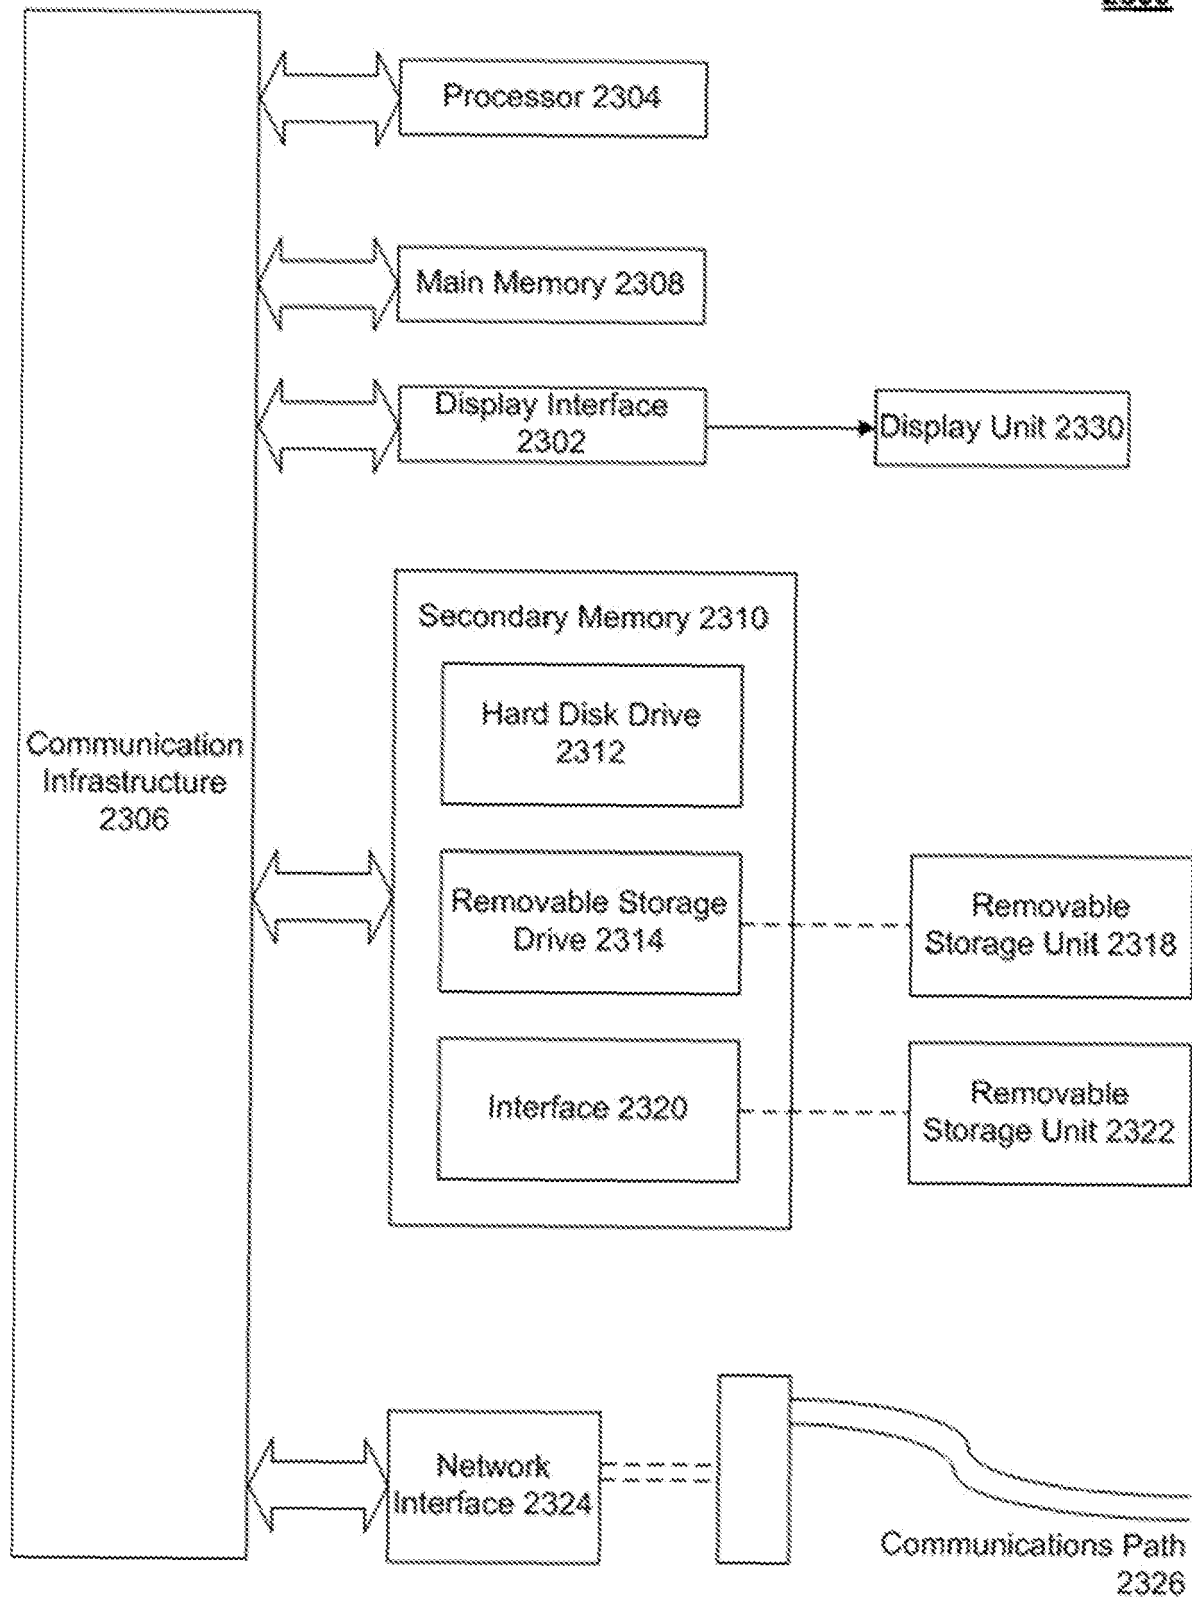 Processor 2304
Main Memory 2308
Display Interface
2302
Display Unit 2330
Secondary Memory 2310
Hard Disk Drive
2312
Communication
Infrastructure
2306
Removable Storage
Drive 2314
Removable
Storage Unit 2318
Interface 2320
Removable
Storage Unit 2322
Network
Interface 2324
Communications Path
2326